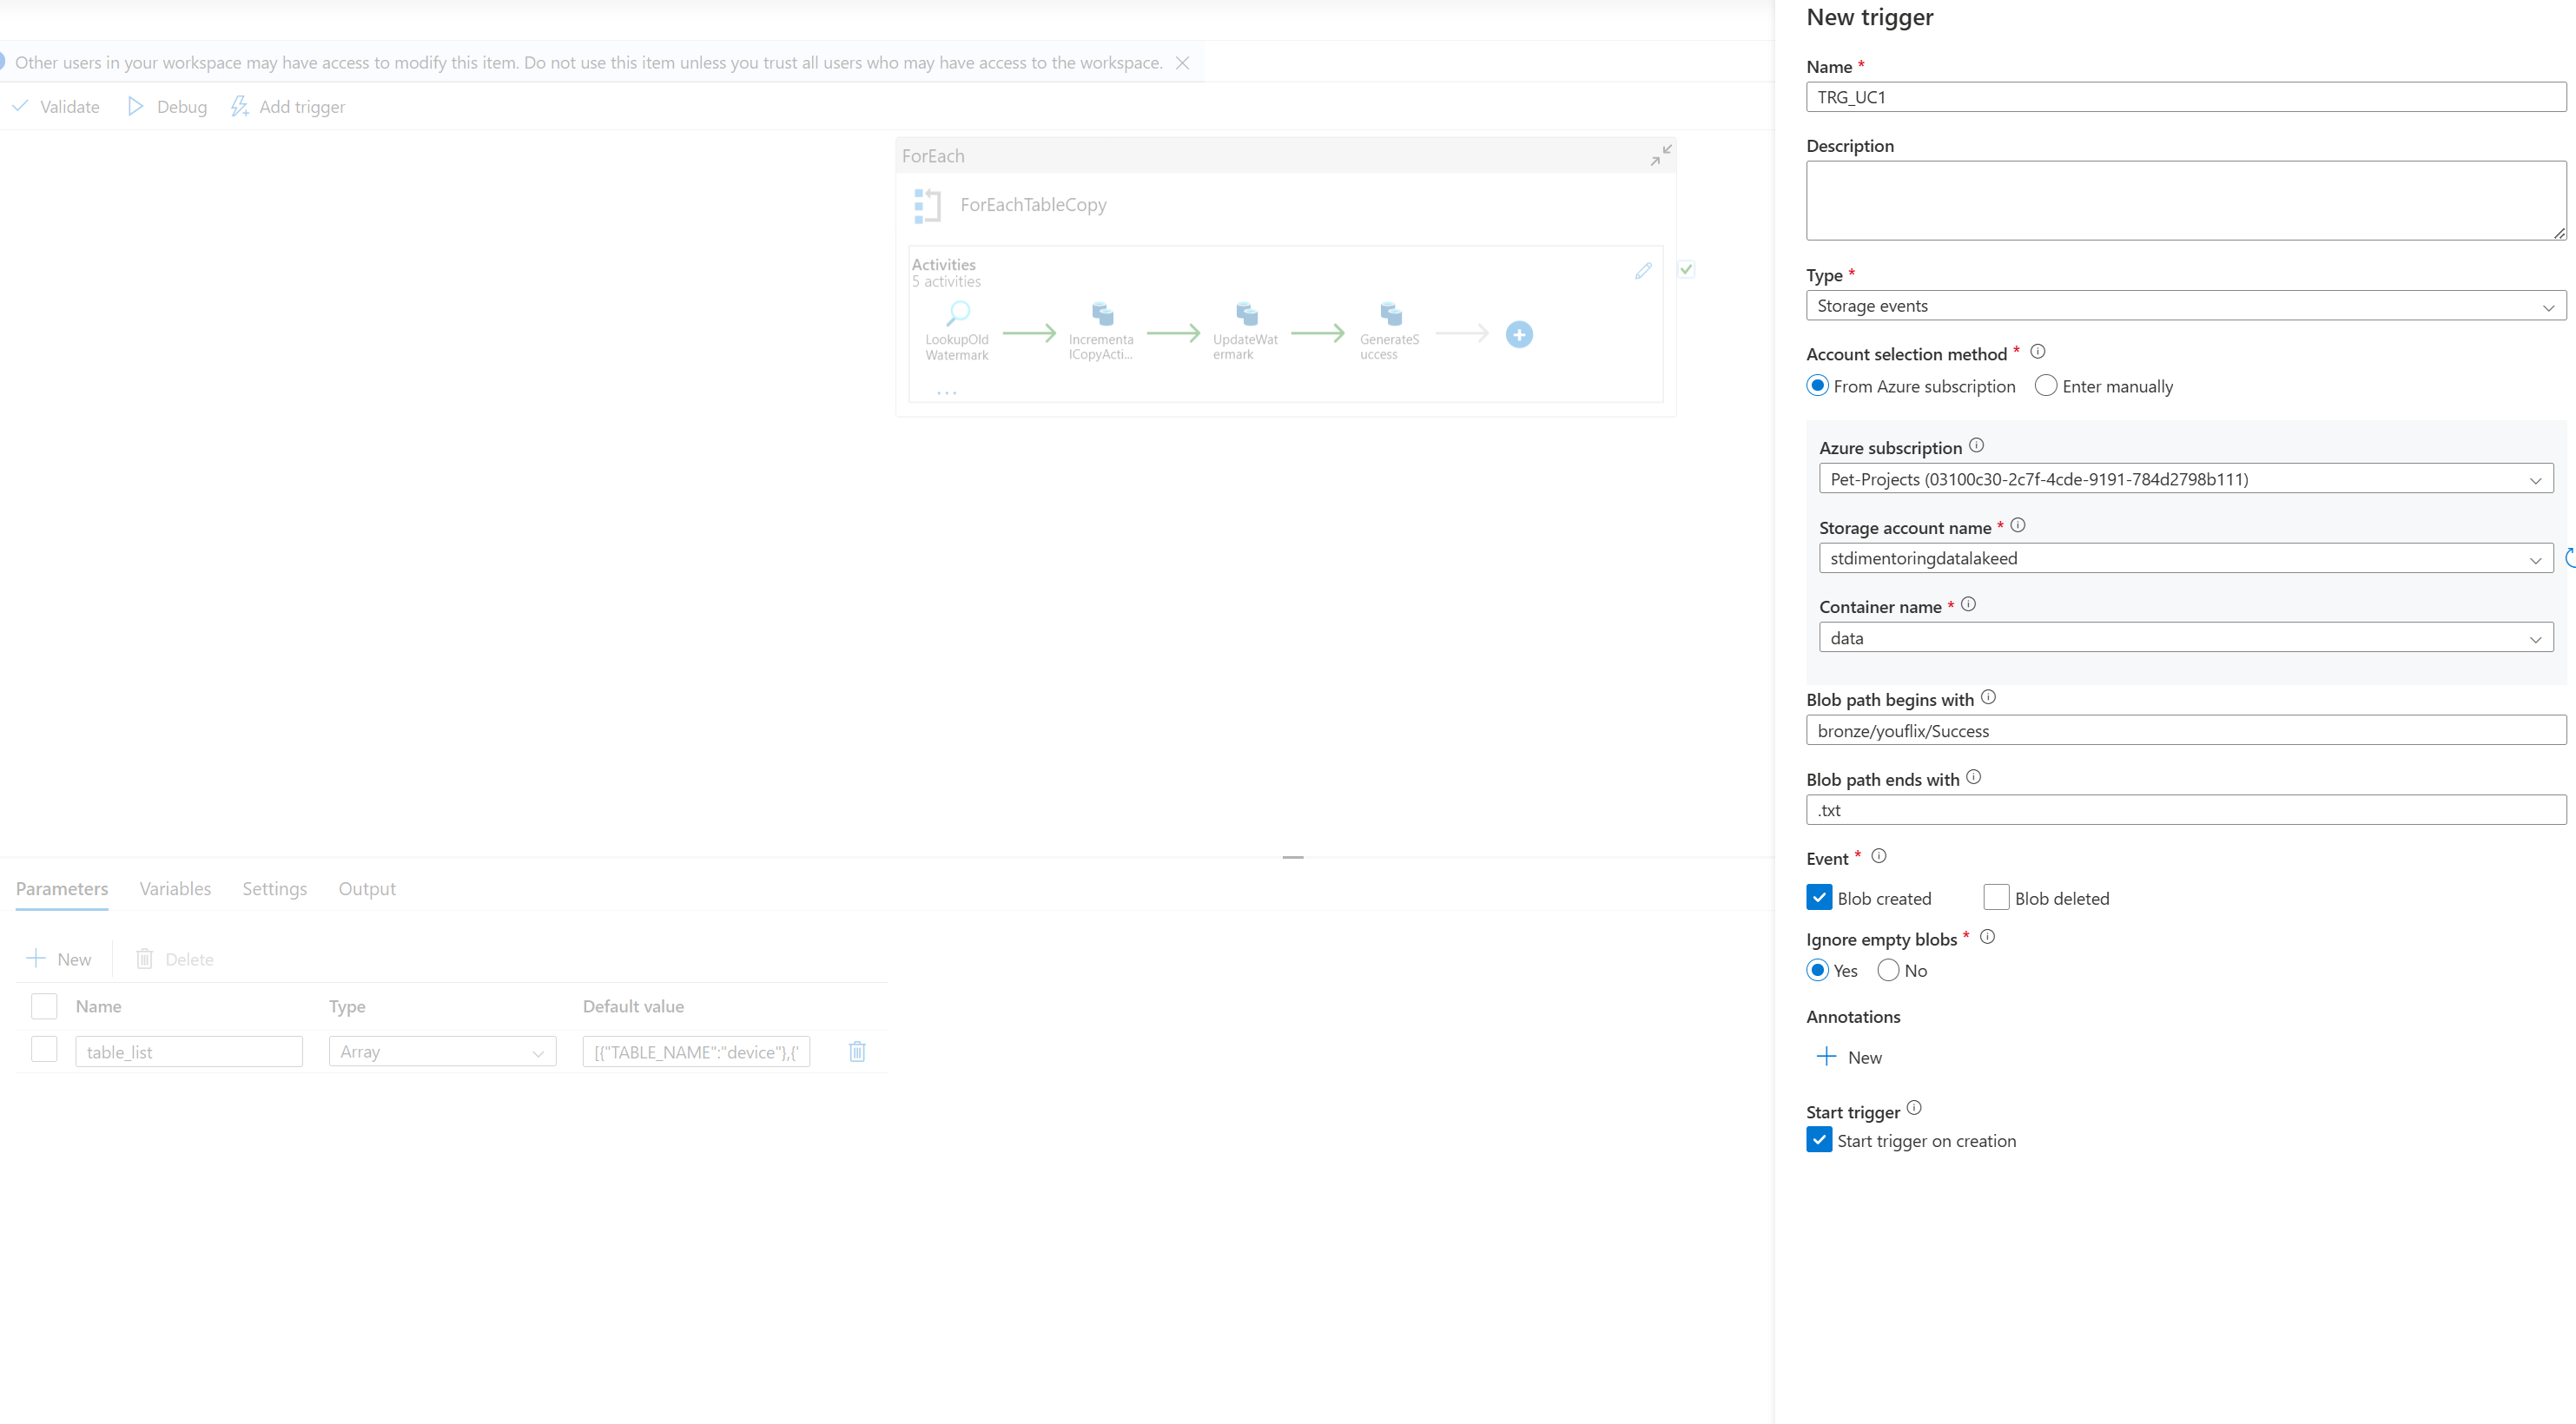 Other users in your workspace may have access to modify this item. Do not use this item unless you trust all users who may have access to the workspace.
Validate Debug Add trigger
ForEach
ForEachTableCopy
Activities
5 activities
LookupOld
Watermark
Incrementa
lCopyActi...
UpdateWat
ermark
GenerateS
uccess
...
Parameters Variables Settings Output
New Delete
Name Type Default value
table_list Array [{"TABLE_NAME":"device"},{'
New trigger
Name *
TRG_UC1
Description
Type *
Storage events
Account selection method *
From Azure subscription Enter manually
Azure subscription
Pet-Projects (03100c30-2c7f-4cde-9191-784d2798b111)
Storage account name *
stdimentoringdatalakeed
Container name *
data
Blob path begins with
bronze/youflix/Success
Blob path ends with
.txt
Event *
Blob created Blob deleted
Ignore empty blobs *
Yes No
Annotations
New
Start trigger
Start trigger on creation